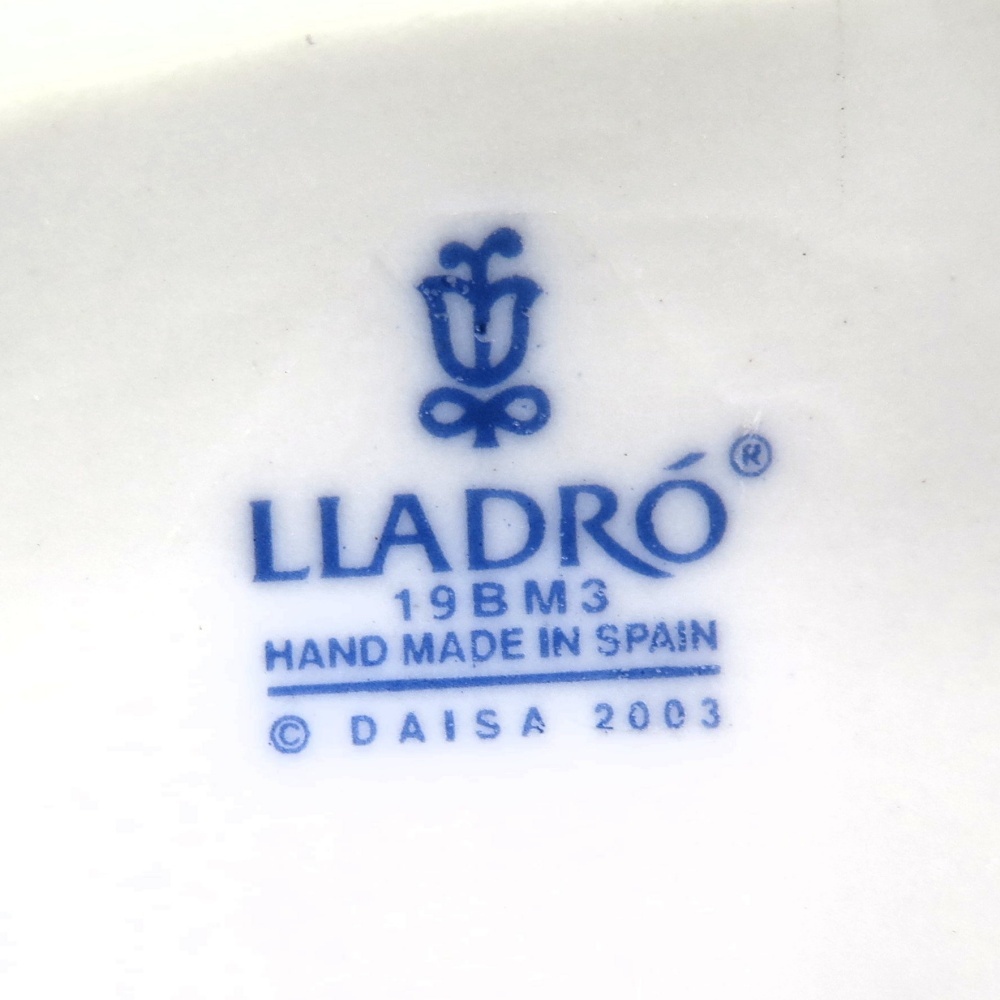 LLADRÓ®
19BM3
HAND MADE IN SPAIN
© DAISA 2003